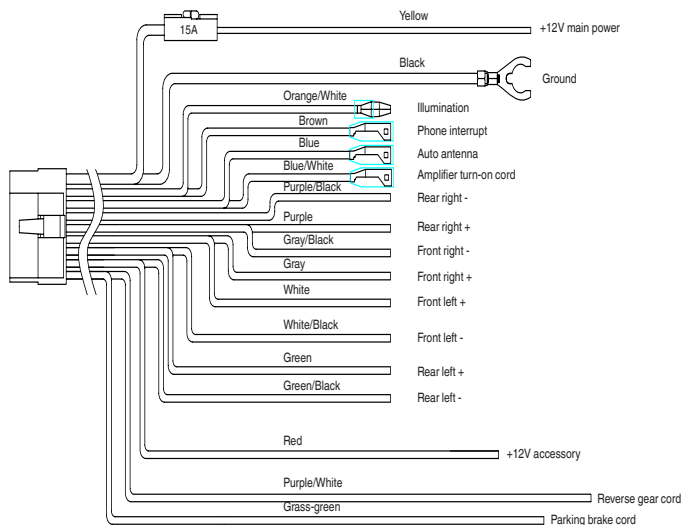 Yellow
15A
+12V main power
Black
Ground
Orange/White
Illumination
Brown
Phone interrupt
Blue
Auto antenna
Blue/White
Amplifier turn-on cord
Purple/Black
Rear right -
Purple
Rear right +
Gray/Black
Front right -
Gray
Front right +
White
Front left +
White/Black
Front left -
Green
Rear left +
Green/Black
Rear left -
Red
+12V accessory
Purple/White
Reverse gear cord
Grass-green
Parking brake cord